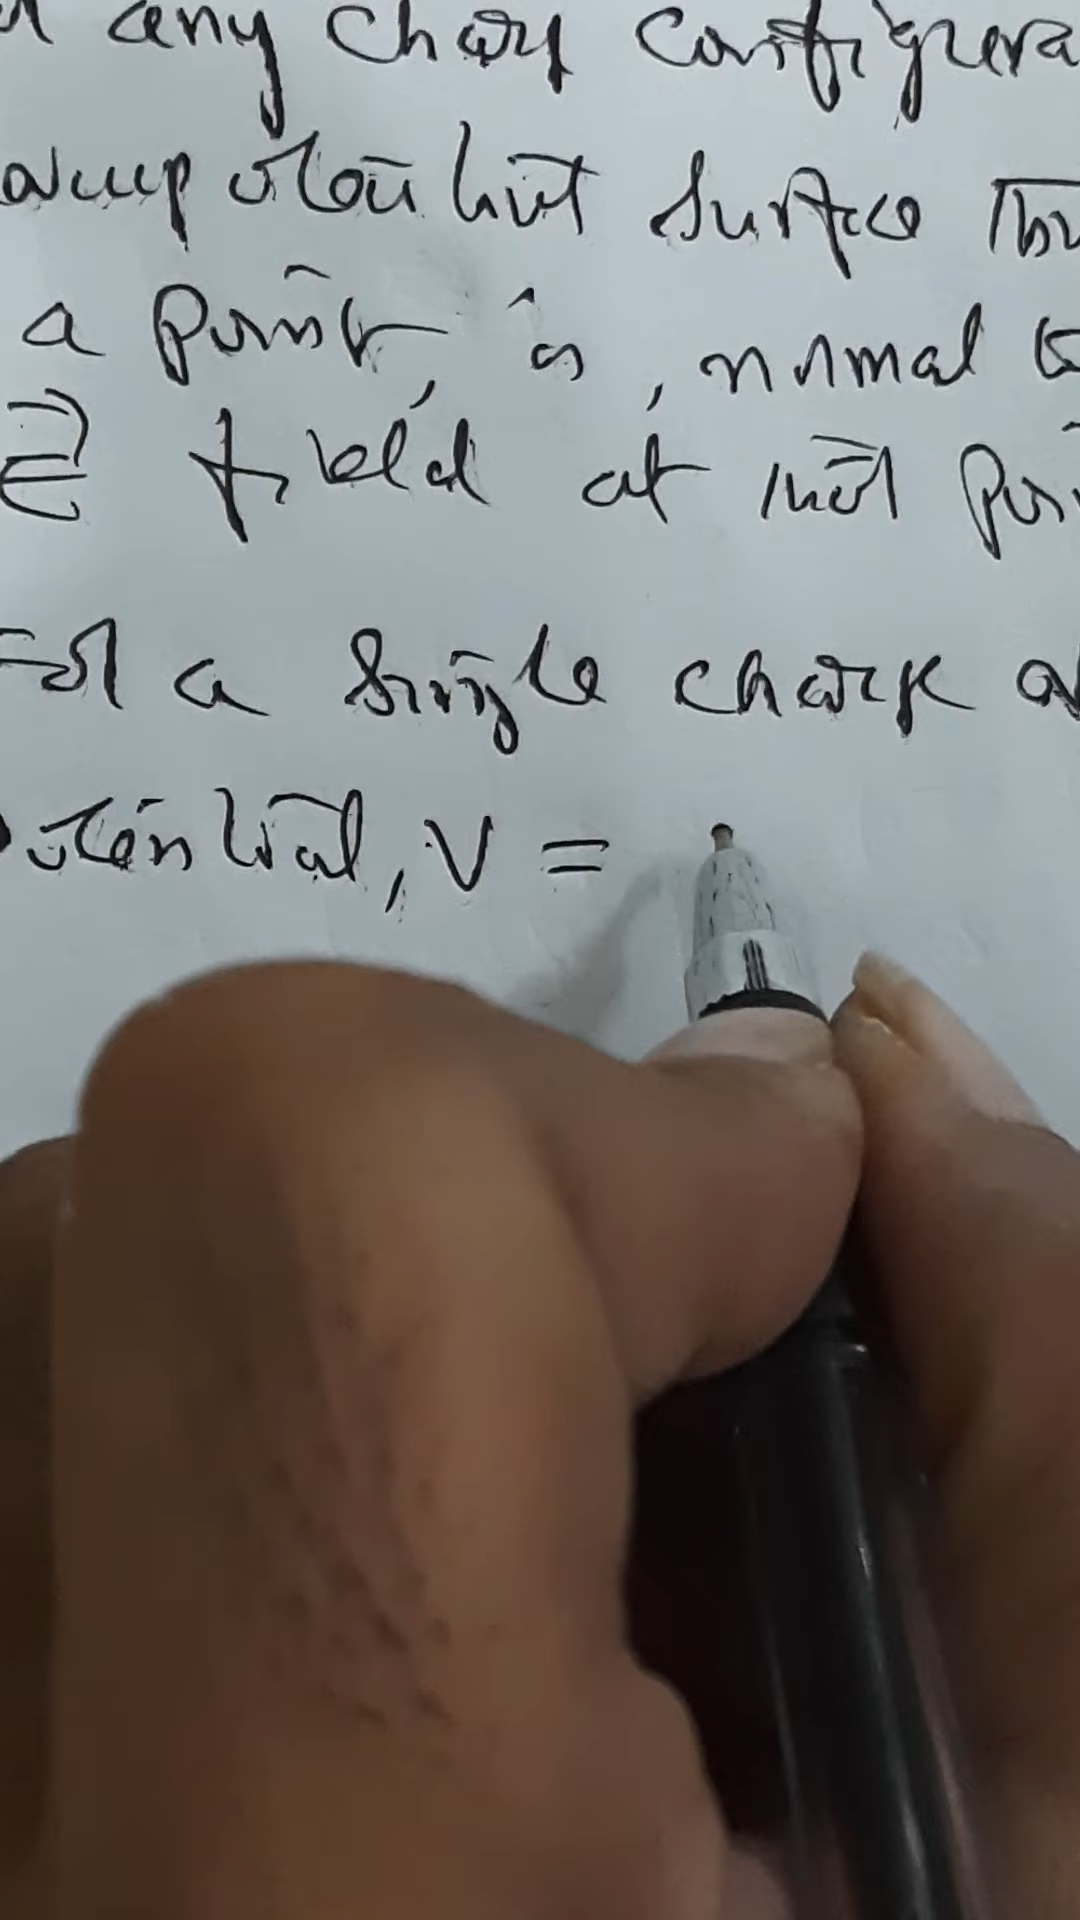 any charge configura
equipotential surface thr
a point, is, normal to
E field at that poi
For a single charge q
potential, V =